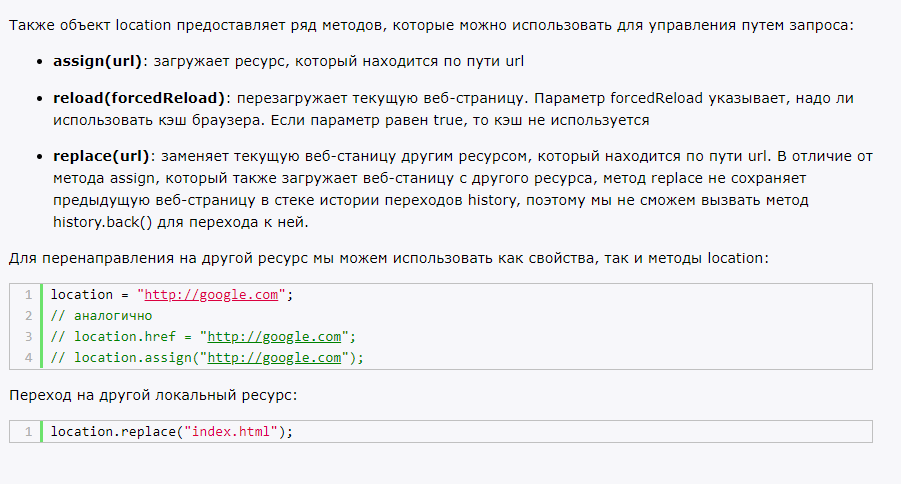 Также объект location предоставляет ряд методов, которые можно использовать для управления путем запроса:
• assign(url): загружает ресурс, который находится по пути url
• reload(forcedReload): перезагружает текущую веб-страницу. Параметр forcedReload указывает, надо ли
использовать кэш браузера. Если параметр равен true, то кэш не используется
• replace(url): заменяет текущую веб-станицу другим ресурсом, который находится по пути url. В отличие от
метода assign, который также загружает веб-станицу с другого ресурса, метод replace не сохраняет
предыдущую веб-страницу в стеке истории переходов history, поэтому мы не сможем вызвать метод
history.back() для перехода к ней.
Для перенаправления на другой ресурс мы можем использовать как свойства, так и методы location:
1 location = "http://google.com";
2 // аналогично
3 // location.href = "http://google.com";
4 // location.assign("http://google.com");
Переход на другой локальный ресурс:
1 location.replace("index.html");